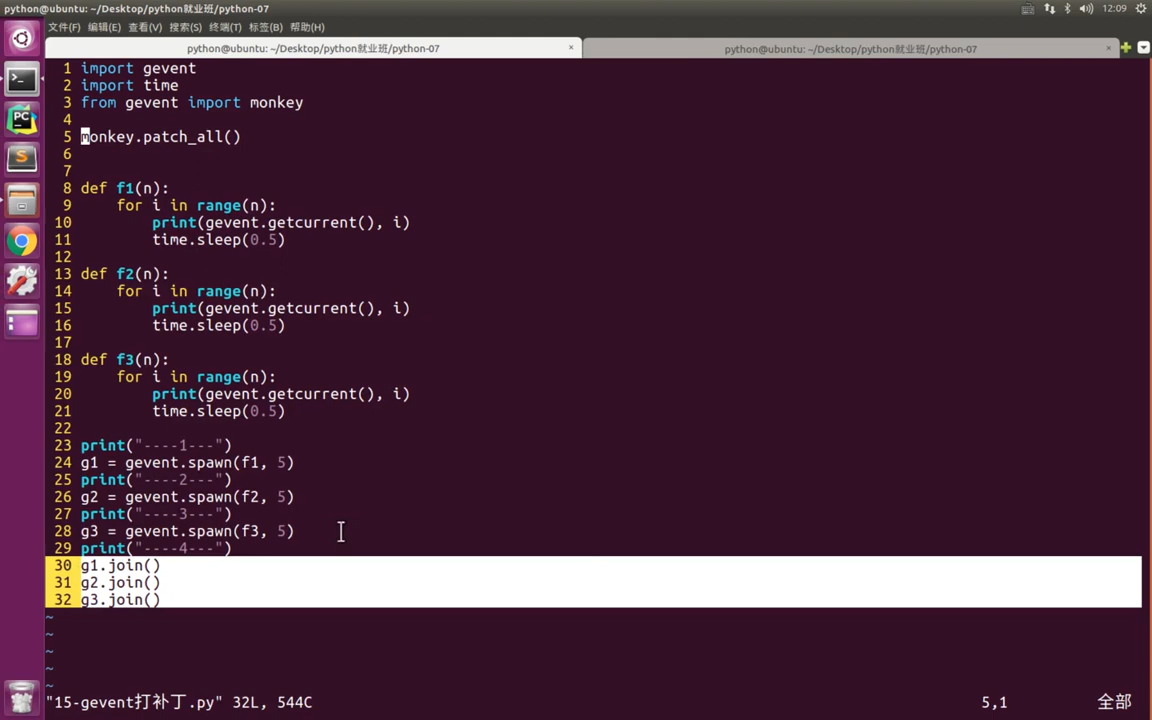 python@ubuntu: ~/Desktop/python就业班/python-07
12:09
文件(F) 编辑(E) 查看(V) 搜索(S) 终端(T) 标签(B) 帮助(H)
python@ubuntu: ~/Desktop/python就业班/python-07 × python@ubuntu: ~/Desktop/python就业班/python-07 ×
1 import gevent
2 import time
3 from gevent import monkey
4
5 monkey.patch_all()
6
7
8 def f1(n):
9     for i in range(n):
10         print(gevent.getcurrent(), i)
11         time.sleep(0.5)
12
13 def f2(n):
14     for i in range(n):
15         print(gevent.getcurrent(), i)
16         time.sleep(0.5)
17
18 def f3(n):
19     for i in range(n):
20         print(gevent.getcurrent(), i)
21         time.sleep(0.5)
22
23 print("----1---")
24 g1 = gevent.spawn(f1, 5)
25 print("----2---")
26 g2 = gevent.spawn(f2, 5)
27 print("----3---")
28 g3 = gevent.spawn(f3, 5)
29 print("----4---")
30 g1.join()
31 g2.join()
32 g3.join()
~
~
~
~
~
"15-gevent打补丁.py" 32L, 544C 5,1 全部
PC
S